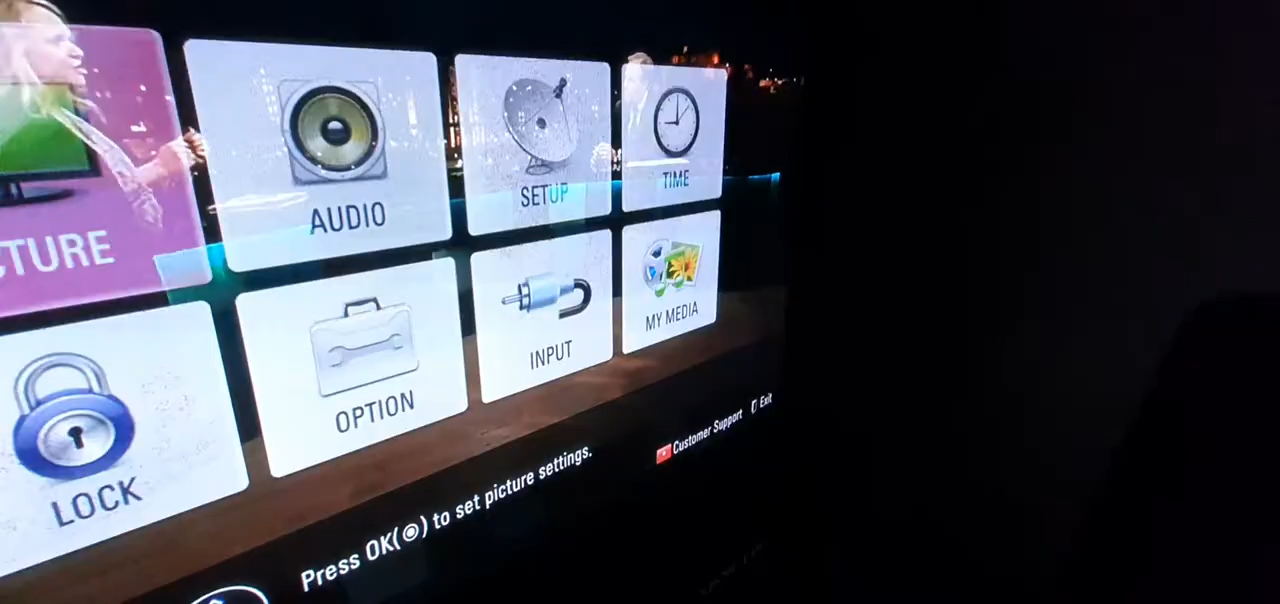 CTURE
AUDIO
SETUP
TIME
LOCK
OPTION
INPUT
MY MEDIA
Press OK(◉) to set picture settings.
Customer Support
Exit